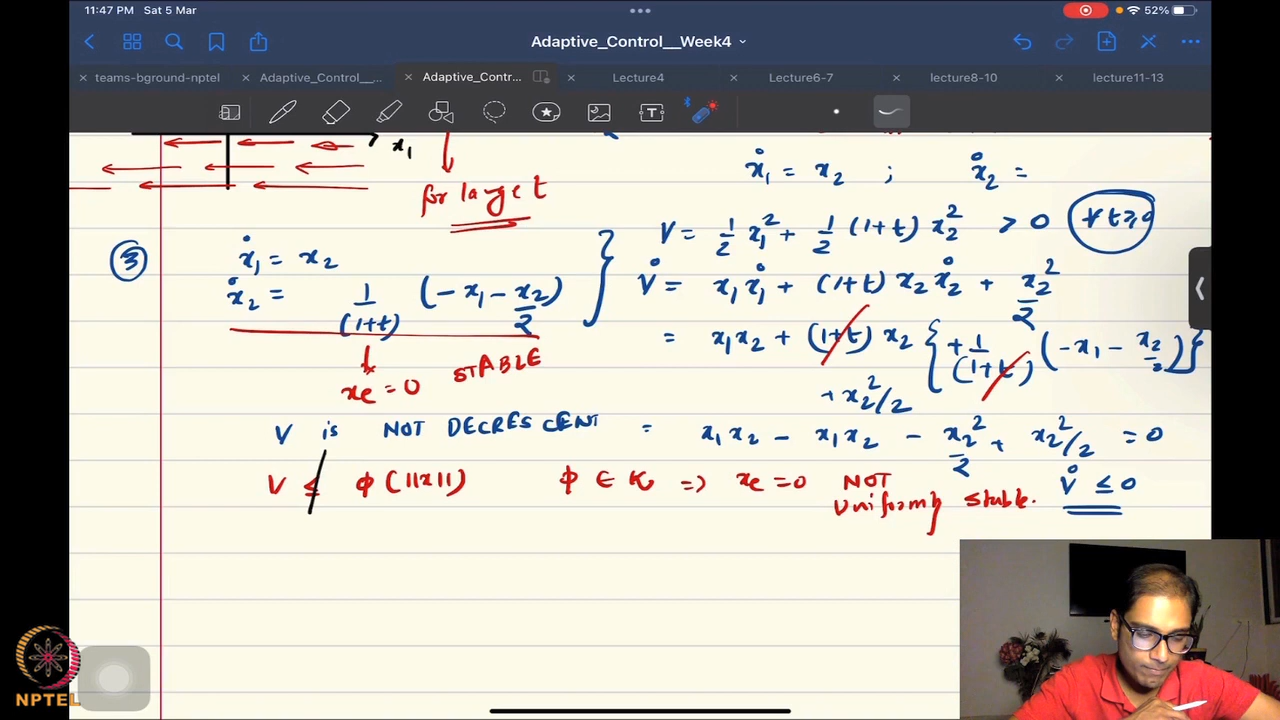 11:47 PM Sat 5 Mar
52%
Adaptive_Control__Week4
teams-bground-nptel
Adaptive_Control__...
Adaptive_Contr...
Lecture4
Lecture6-7
lecture8-10
lecture11-13
x₁
for large t
ẋ₁ = x₂ ; ẋ₂ =
③ ẋ₁ = x₂
ẋ₂ = 1/(1+t) (-x₁ - x₂/2) }
xe = 0 STABLE
V = 1/2 x₁² + 1/2 (1+t) x₂² > 0 ∀ t ≥ 0
V̇ = x₁ẋ₁ + (1+t) x₂ẋ₂ + x₂²/2
= x₁x₂ + (1+t) x₂ { +1/(1+t) (-x₁ - x₂/2) }
+ x₂²/2
= x₁x₂ - x₁x₂ - x₂²/2 + x₂²/2 = 0
V̇ ≤ 0
V is NOT DECRESCENT
V ≰ φ(||x||) φ ∈ K ⇒ xe = 0 NOT
Uniformly stable.
NPTEL